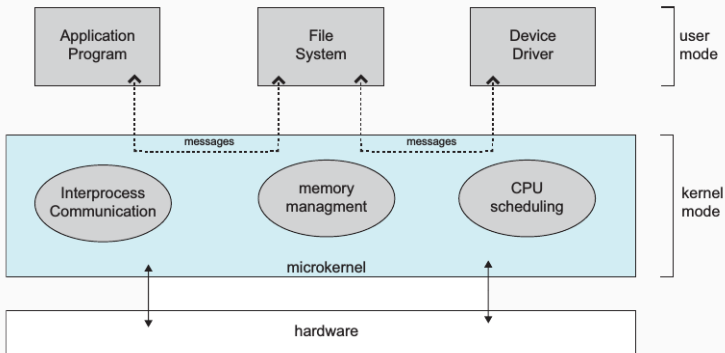 Application
Program
File
System
Device
Driver
user
mode
messages
messages
Interprocess
Communication
memory
managment
CPU
scheduling
kernel
mode
microkernel
hardware